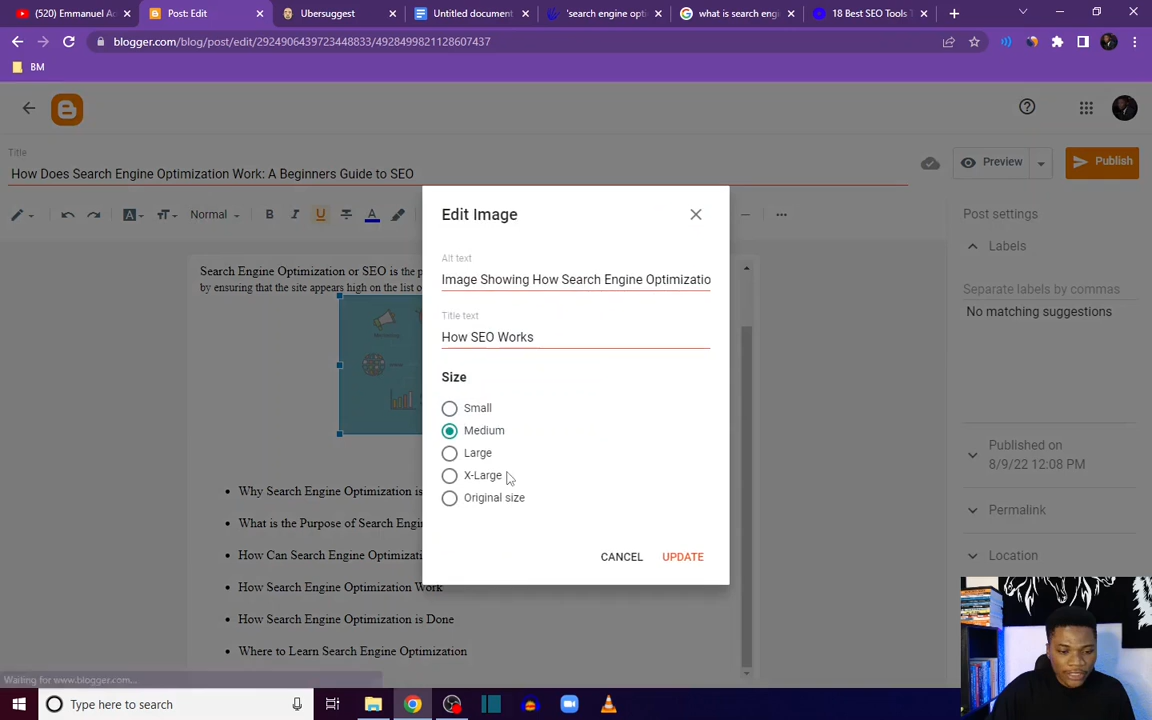 (520) Emmanuel A
Post: Edit
Ubersuggest
Untitled document
'search engine opti
what is search eng
18 Best SEO Tools
blogger.com/blog/post/edit/2924906439723448833/4928499821128607437
BM
Title
How Does Search Engine Optimization Work: A Beginners Guide to SEO
Preview
Publish
Normal
Post settings
Labels
Separate labels by commas
No matching suggestions
Published on
8/9/22 12:08 PM
Permalink
Location
Search Engine Optimization or SEO is the p
by ensuring that the site appears high on the list o
Why Search Engine Optimization is
What is the Purpose of Search Engi
How Can Search Engine Optimizati
How Search Engine Optimization Work
How Search Engine Optimization is Done
Where to Learn Search Engine Optimization
Edit Image
Alt text
Image Showing How Search Engine Optimizatio
Title text
How SEO Works
Size
Small
Medium
Large
X-Large
Original size
CANCEL
UPDATE
Waiting for www.blogger.com...
Type here to search